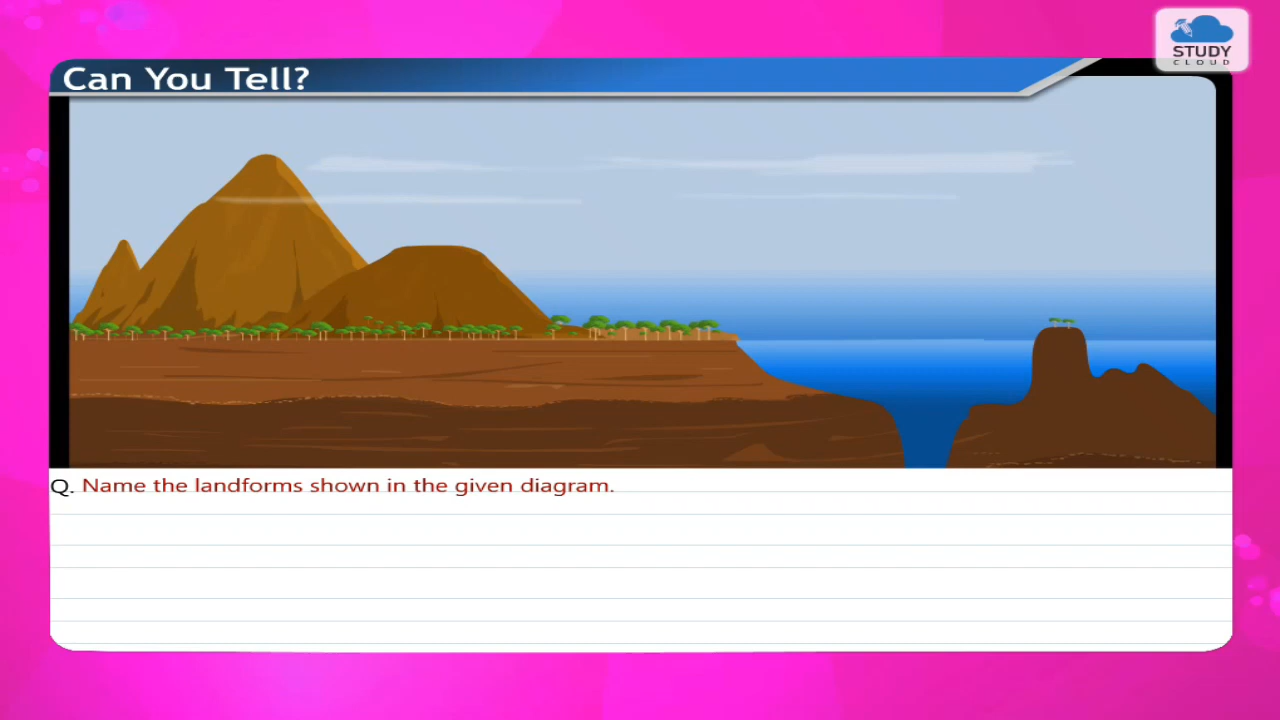 STUDY
CLOUD
Can You Tell?
Q. Name the landforms shown in the given diagram.